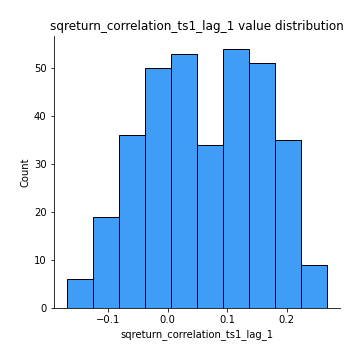 sqreturn_correlation_ts1_lag_1 value distribution
50
40
30
20
10
0
Count
−0.1 0.0 0.1 0.2
sqreturn_correlation_ts1_lag_1